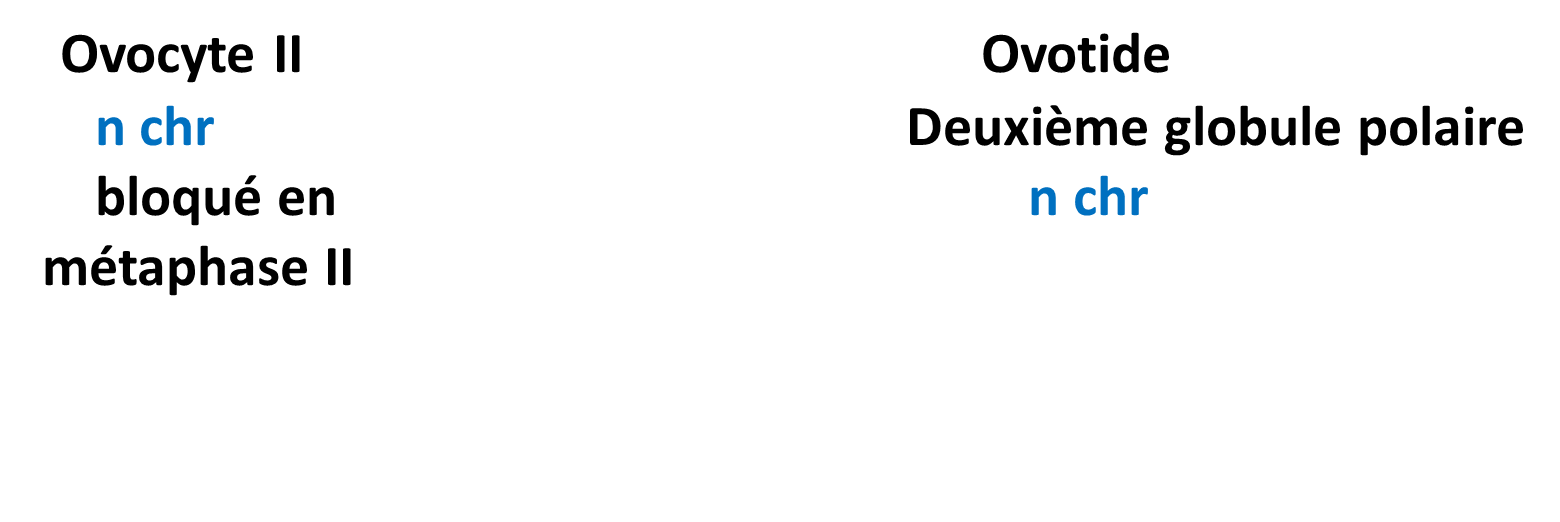 Ovocyte II
n chr
bloqué en
métaphase II
Ovotide
Deuxième globule polaire
n chr